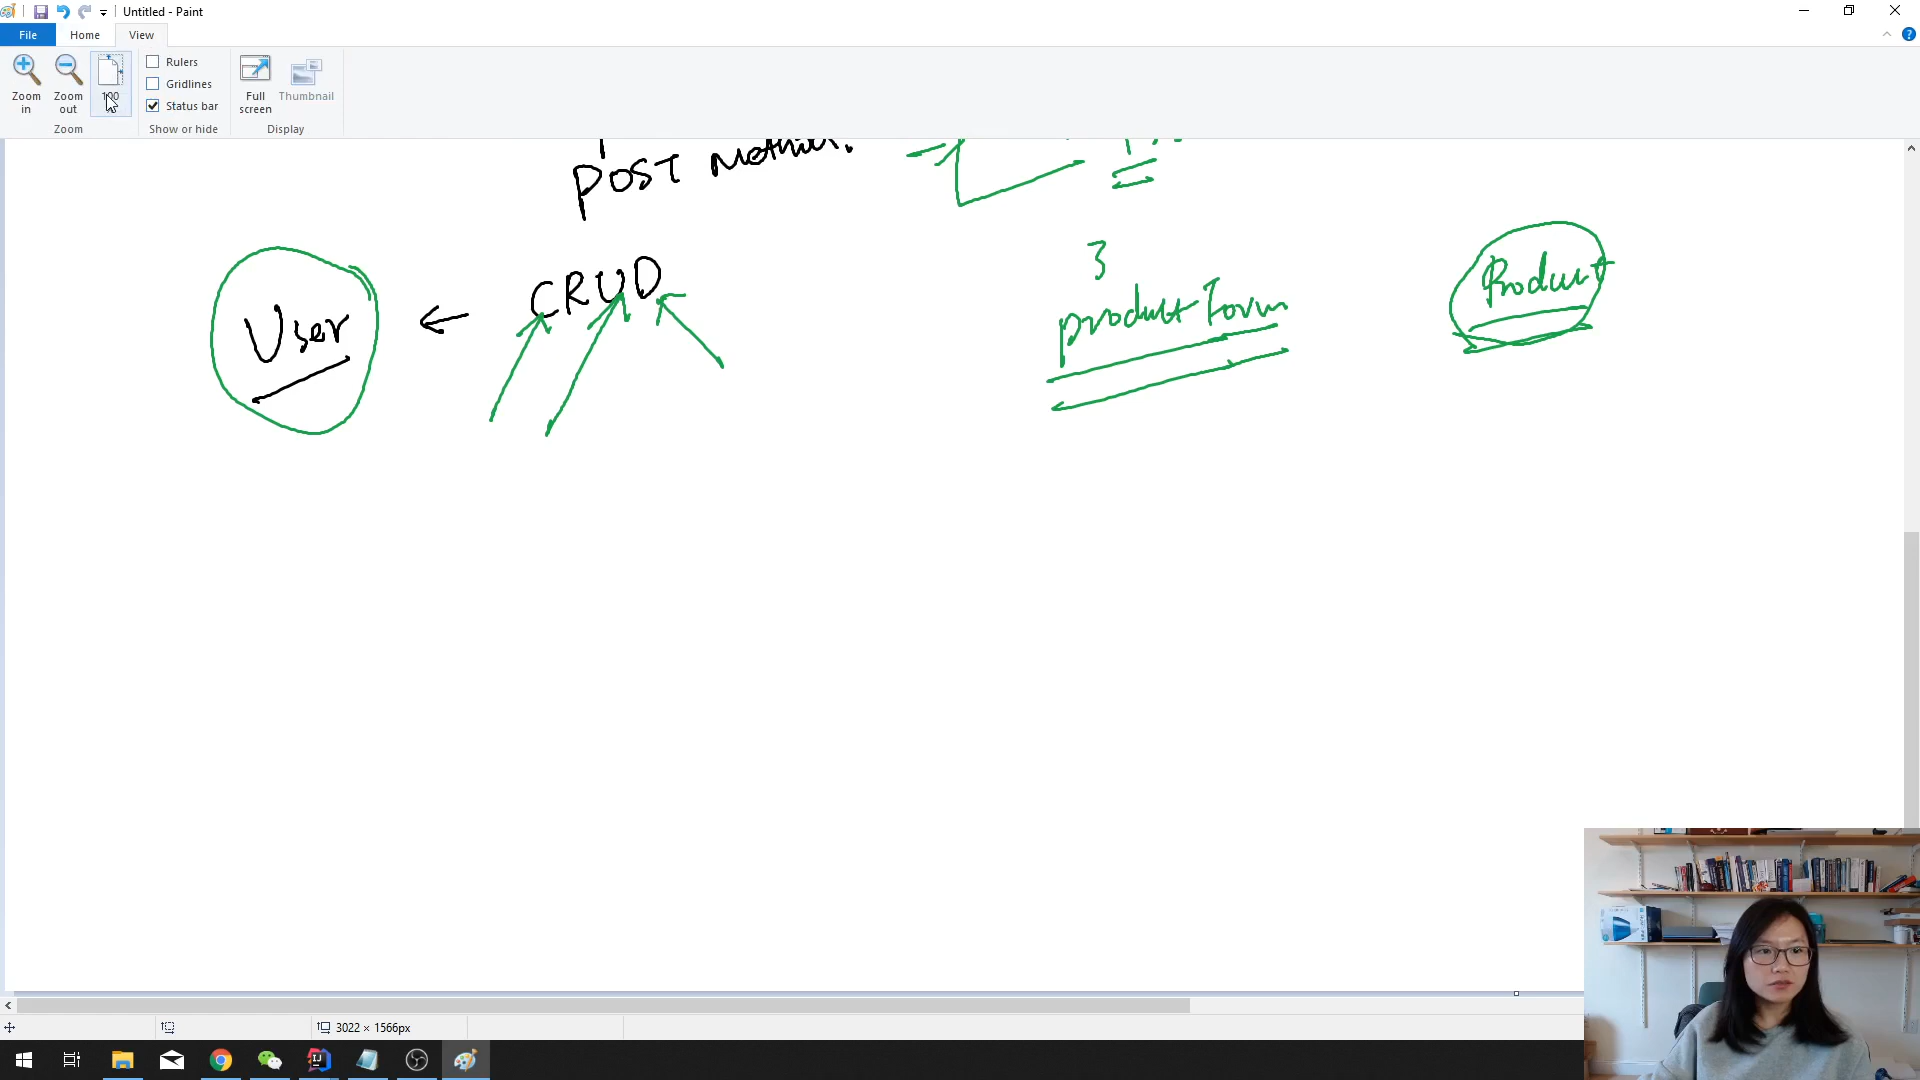 Untitled - Paint
File
Home
View
Zoom in
Zoom out
100
Rulers
Gridlines
Status bar
Full screen
Thumbnail
Zoom
Show or hide
Display
POST Method.
User
CRUD
3
product Form
Product
3022 × 1566px